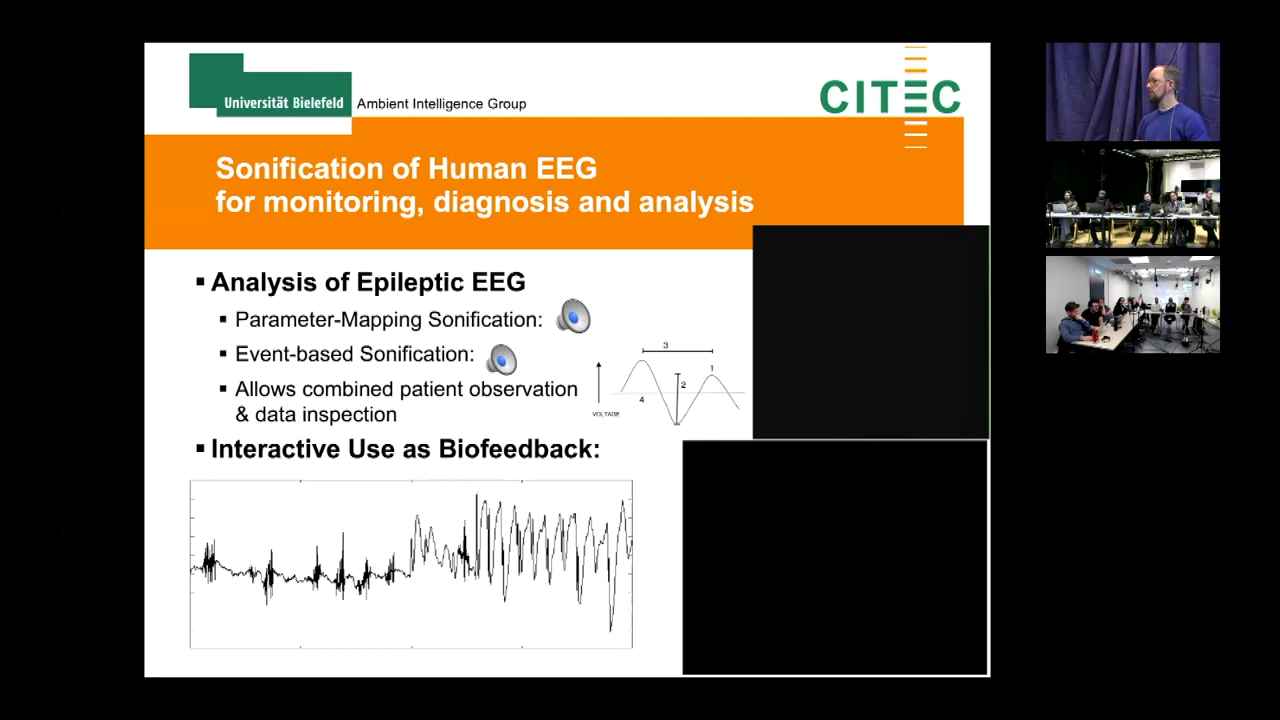 Universität Bielefeld
Ambient Intelligence Group
CITEC
Sonification of Human EEG
for monitoring, diagnosis and analysis
▪ Analysis of Epileptic EEG
▪ Parameter-Mapping Sonification:
▪ Event-based Sonification:
▪ Allows combined patient observation
& data inspection
3
1
2
4
VOLTAGE
▪ Interactive Use as Biofeedback: